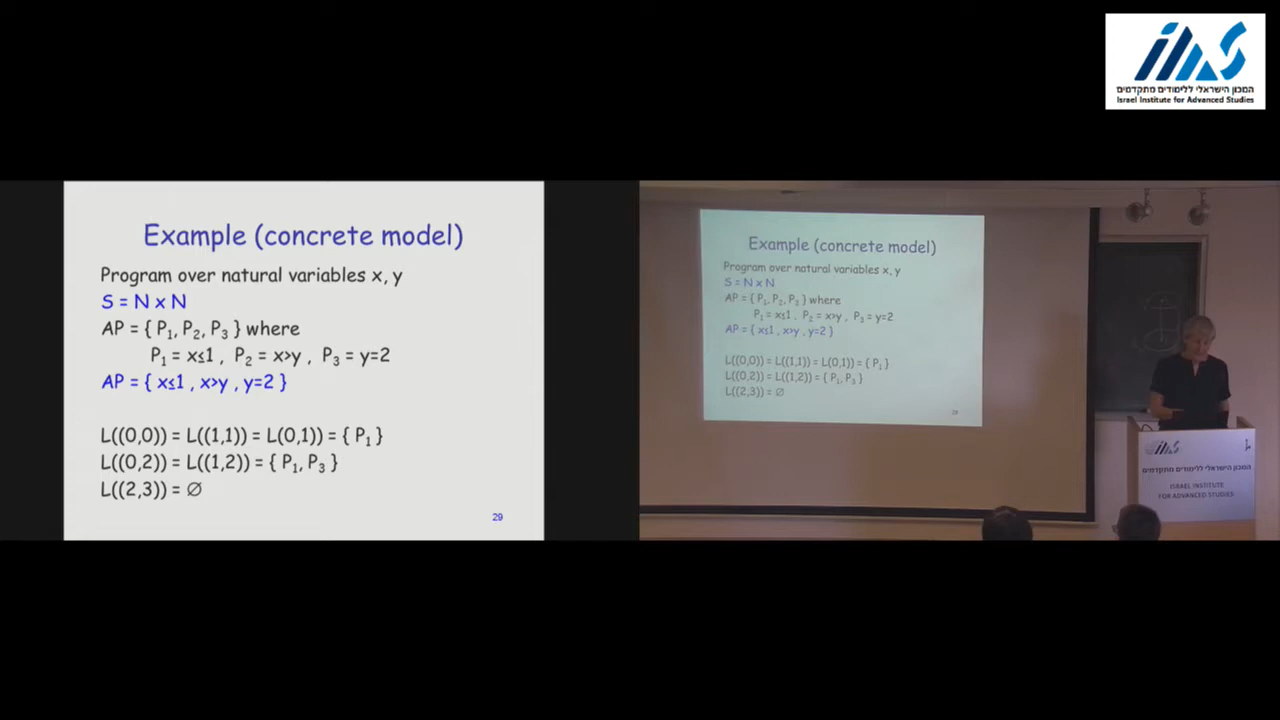 המכון הישראלי ללימודים מתקדמים
Israel Institute for Advanced Studies
Example (concrete model)
Program over natural variables x, y
S = N x N
AP = { P₁, P₂, P₃ } where
P₁ = x≤1 , P₂ = x>y , P₃ = y=2
AP = { x≤1 , x>y , y=2 }
L((0,0)) = L((1,1)) = L(0,1)) = { P₁ }
L((0,2)) = L((1,2)) = { P₁, P₃ }
L((2,3)) = ∅
29
Example (concrete model)
Program over natural variables x, y
S = N x N
AP = { P₁, P₂, P₃ } where
P₁ = x≤1 , P₂ = x>y , P₃ = y=2
AP = { x≤1 , x>y , y=2 }
L((0,0)) = L((1,1)) = L(0,1)) = { P₁ }
L((0,2)) = L((1,2)) = { P₁, P₃ }
L((2,3)) = ∅
29
המכון הישראלי ללימודים מתקדמים
ISRAEL INSTITUTE
FOR ADVANCED STUDIES